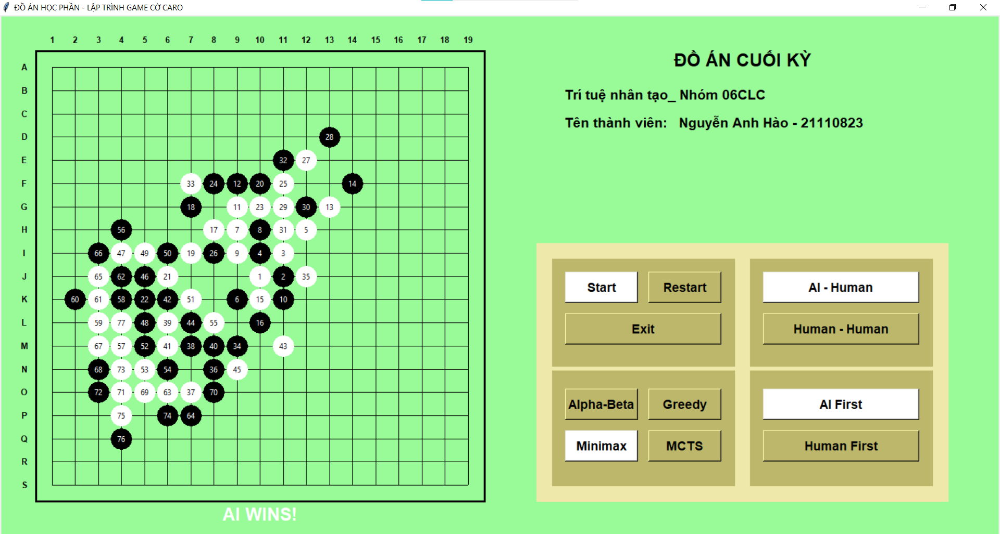 ĐỒ ÁN HỌC PHẦN - LẬP TRÌNH GAME CỜ CARO
1 2 3 4 5 6 7 8 9 10 11 12 13 14 15 16 17 18 19
A
B
C
D 28
E 32 27
F 33 24 12 20 25 14
G 18 11 23 29 30 13
H 56 17 7 8 31 5
I 66 47 49 50 19 26 9 4 3
J 65 62 46 21 1 2 35
K 60 61 58 22 42 51 6 15 10
L 59 77 48 39 44 55 16
M 67 57 52 41 38 40 34 43
N 68 73 53 54 36 45
O 72 71 69 63 37 70
P 75 74 64
Q 76
R
S
AI WINS!
ĐỒ ÁN CUỐI KỲ
Trí tuệ nhân tạo_ Nhóm 06CLC
Tên thành viên: Nguyễn Anh Hào - 21110823
Start Restart
Exit
AI - Human
Human - Human
Alpha-Beta Greedy
Minimax MCTS
AI First
Human First